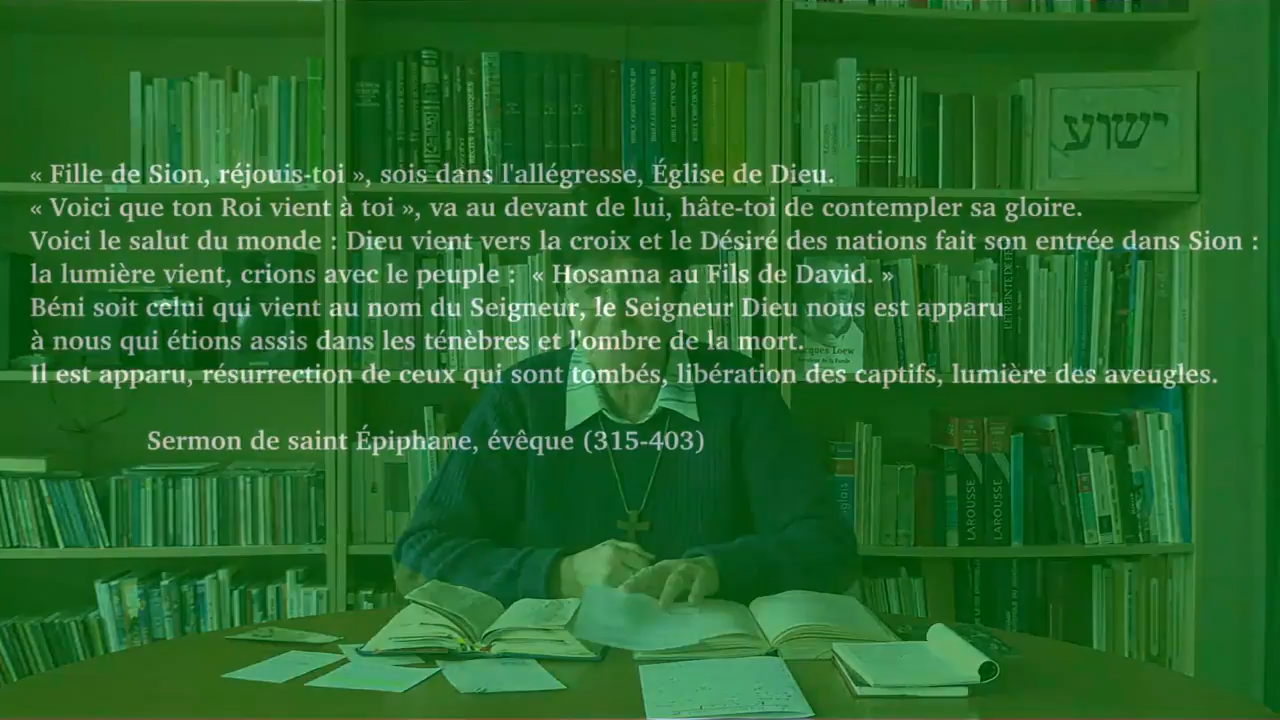 ישוע
« Fille de Sion, réjouis-toi », sois dans l'allégresse, Église de Dieu.
« Voici que ton Roi vient à toi », va au devant de lui, hâte-toi de contempler sa gloire.
Voici le salut du monde : Dieu vient vers la croix et le Désiré des nations fait son entrée dans Sion :
la lumière vient, crions avec le peuple : « Hosanna au Fils de David. »
Béni soit celui qui vient au nom du Seigneur, le Seigneur Dieu nous est apparu
à nous qui étions assis dans les ténèbres et l'ombre de la mort.
Il est apparu, résurrection de ceux qui sont tombés, libération des captifs, lumière des aveugles.
Sermon de saint Épiphane, évêque (315-403)
LAROUSSE
LAROUSSE